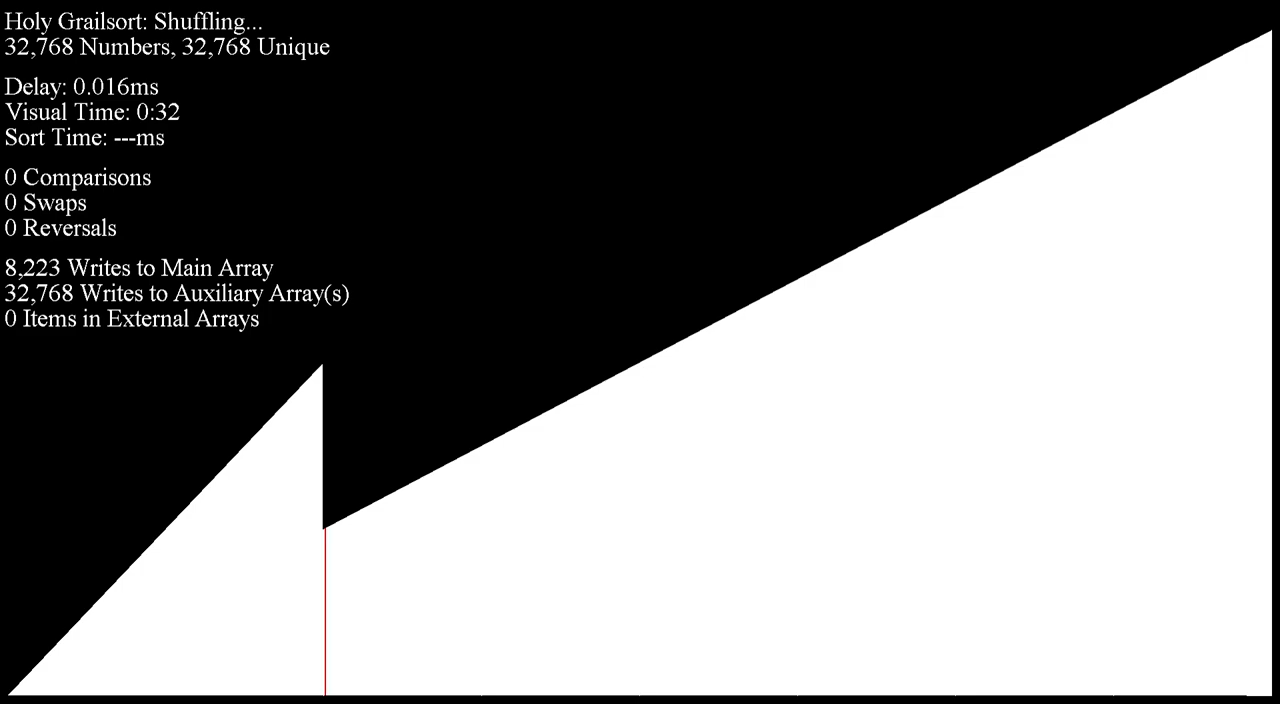 Holy Grailsort: Shuffling...
32,768 Numbers, 32,768 Unique
Delay: 0.016ms
Visual Time: 0:32
Sort Time: ---ms
0 Comparisons
0 Swaps
0 Reversals
8,223 Writes to Main Array
32,768 Writes to Auxiliary Array(s)
0 Items in External Arrays